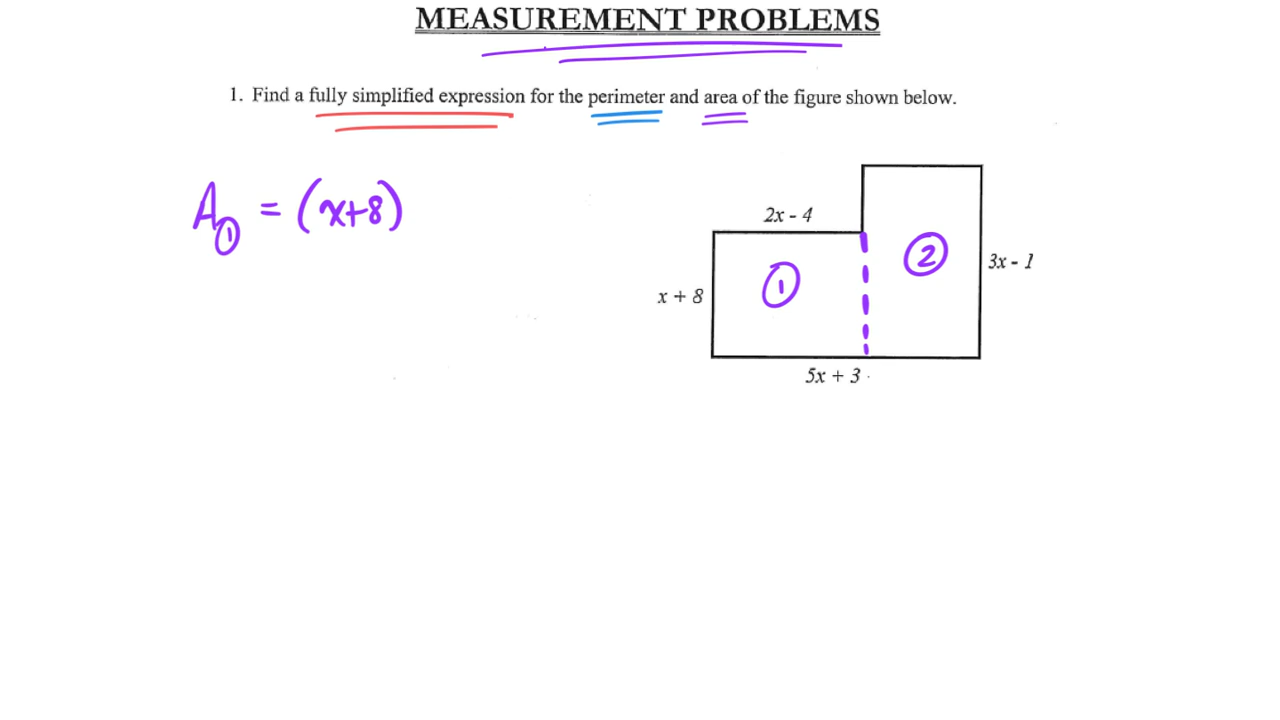 MEASUREMENT PROBLEMS
1. Find a fully simplified expression for the perimeter and area of the figure shown below.
A① = (x+8)
2x - 4
②
3x - 1
①
x + 8
5x + 3